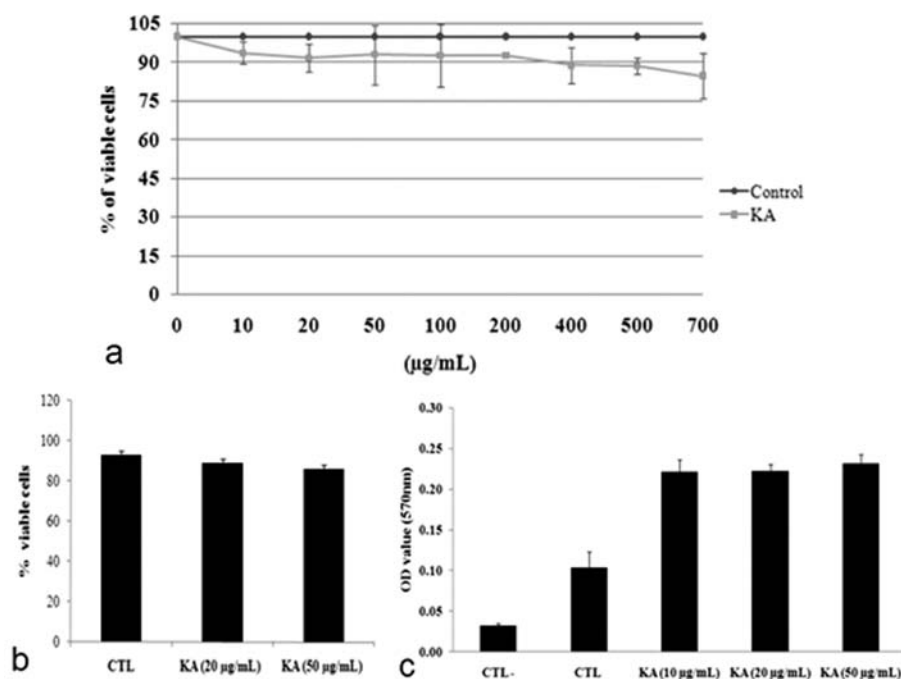 105
90
75
60
45
30
15
0
% of viable cells
0 10 20 50 100 200 400 500 700
(µg/mL)
Control
KA
a
120
100
80
60
40
20
0
% viable cells
CTL KA (20 µg/mL) KA (50 µg/mL)
b
0.30
0.25
0.20
0.15
0.10
0.05
0.00
OD value (570nm)
CTL - CTL KA (10 µg/mL) KA (20 µg/mL) KA (50 µg/mL)
c